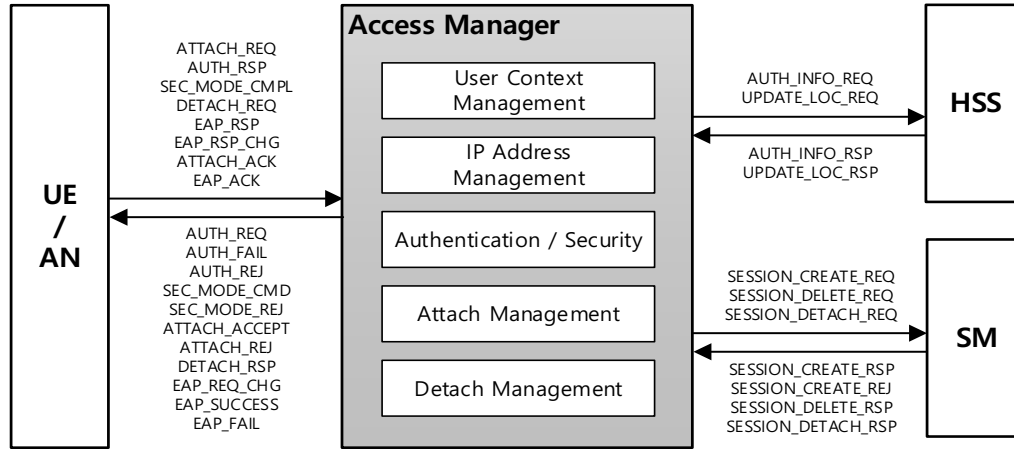 UE
/
AN
ATTACH_REQ
AUTH_RSP
SEC_MODE_CMPL
DETACH_REQ
EAP_RSP
EAP_RSP_CHG
ATTACH_ACK
EAP_ACK
AUTH_REQ
AUTH_FAIL
AUTH_REJ
SEC_MODE_CMD
SEC_MODE_REJ
ATTACH_ACCEPT
ATTACH_REJ
DETACH_RSP
EAP_REQ_CHG
EAP_SUCCESS
EAP_FAIL
Access Manager
User Context
Management
IP Address
Management
Authentication / Security
Attach Management
Detach Management
AUTH_INFO_REQ
UPDATE_LOC_REQ
AUTH_INFO_RSP
UPDATE_LOC_RSP
HSS
SESSION_CREATE_REQ
SESSION_DELETE_REQ
SESSION_DETACH_REQ
SESSION_CREATE_RSP
SESSION_CREATE_REJ
SESSION_DELETE_RSP
SESSION_DETACH_RSP
SM